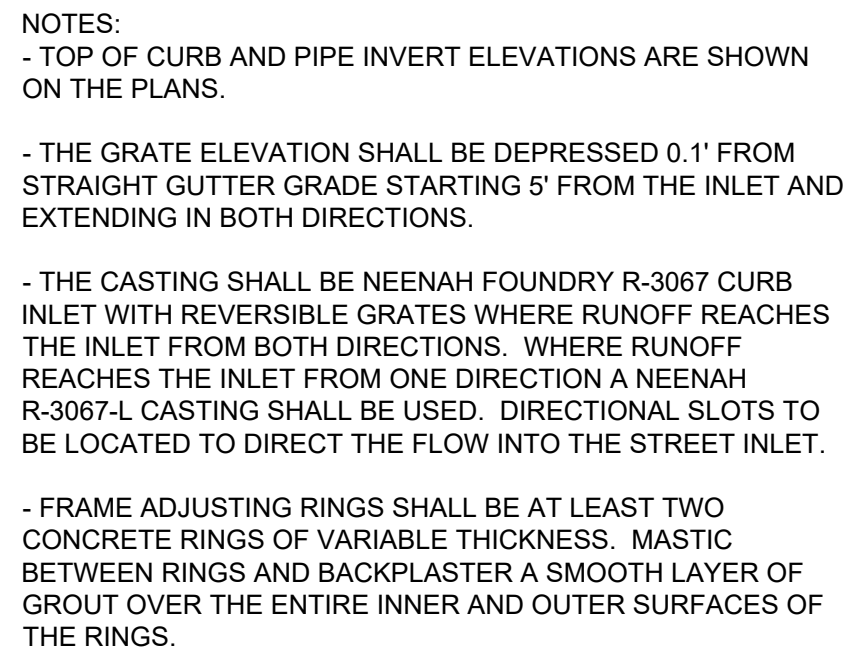 NOTES:
- TOP OF CURB AND PIPE INVERT ELEVATIONS ARE SHOWN
ON THE PLANS.
- THE GRATE ELEVATION SHALL BE DEPRESSED 0.1' FROM
STRAIGHT GUTTER GRADE STARTING 5' FROM THE INLET AND
EXTENDING IN BOTH DIRECTIONS.
- THE CASTING SHALL BE NEENAH FOUNDRY R-3067 CURB
INLET WITH REVERSIBLE GRATES WHERE RUNOFF REACHES
THE INLET FROM BOTH DIRECTIONS.  WHERE RUNOFF
REACHES THE INLET FROM ONE DIRECTION A NEENAH
R-3067-L CASTING SHALL BE USED.  DIRECTIONAL SLOTS TO
BE LOCATED TO DIRECT THE FLOW INTO THE STREET INLET.
- FRAME ADJUSTING RINGS SHALL BE AT LEAST TWO
CONCRETE RINGS OF VARIABLE THICKNESS.  MASTIC
BETWEEN RINGS AND BACKPLASTER A SMOOTH LAYER OF
GROUT OVER THE ENTIRE INNER AND OUTER SURFACES OF
THE RINGS.